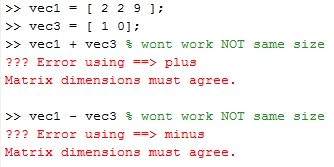 >> vec1 = [ 2 2 9 ];
>> vec3 = [ 1 0];
>> vec1 + vec3 % wont work NOT same size
??? Error using ==> plus
Matrix dimensions must agree.
>> vec1 - vec3 % wont work NOT same size
??? Error using ==> minus
Matrix dimensions must agree.